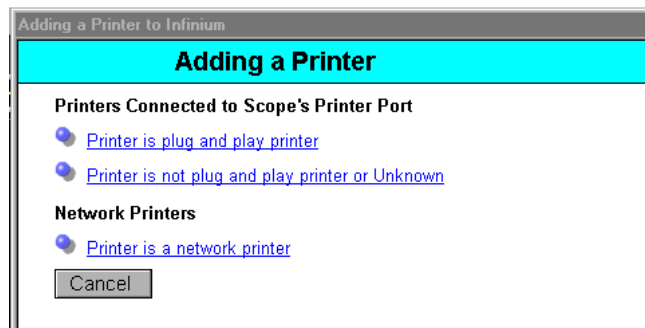 Adding a Printer to Infinium
Adding a Printer
Printers Connected to Scope's Printer Port
Printer is plug and play printer
Printer is not plug and play printer or Unknown
Network Printers
Printer is a network printer
Cancel